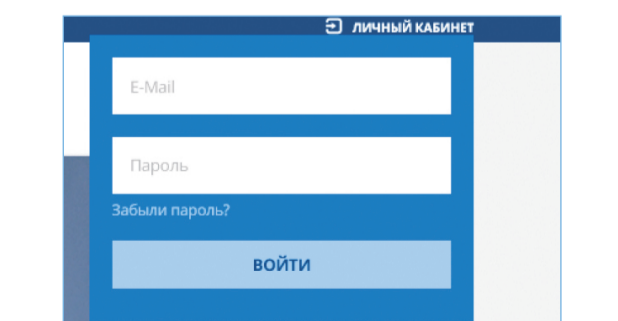 ЛИЧНЫЙ КАБИНЕТ
E-Mail
Пароль
Забыли пароль?
ВОЙТИ